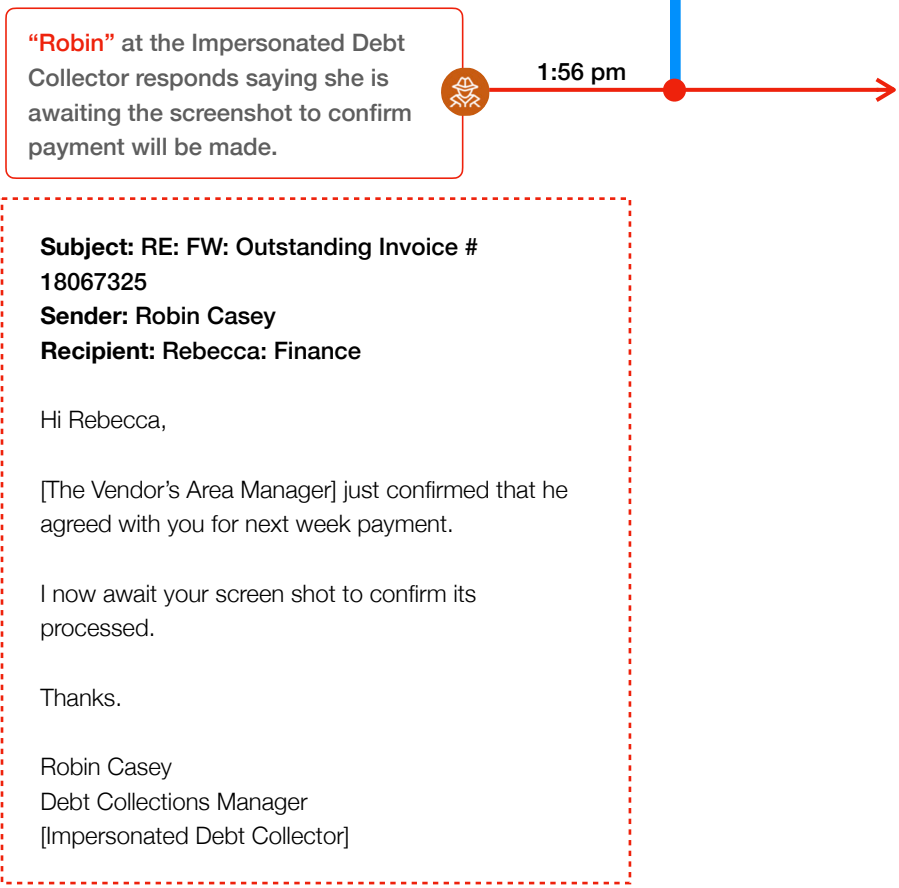 “Robin” at the Impersonated Debt
Collector responds saying she is
awaiting the screenshot to confirm
payment will be made.
1:56 pm
Subject: RE: FW: Outstanding Invoice #
18067325
Sender: Robin Casey
Recipient: Rebecca: Finance
Hi Rebecca,
[The Vendor’s Area Manager] just confirmed that he
agreed with you for next week payment.
I now await your screen shot to confirm its
processed.
Thanks.
Robin Casey
Debt Collections Manager
[Impersonated Debt Collector]